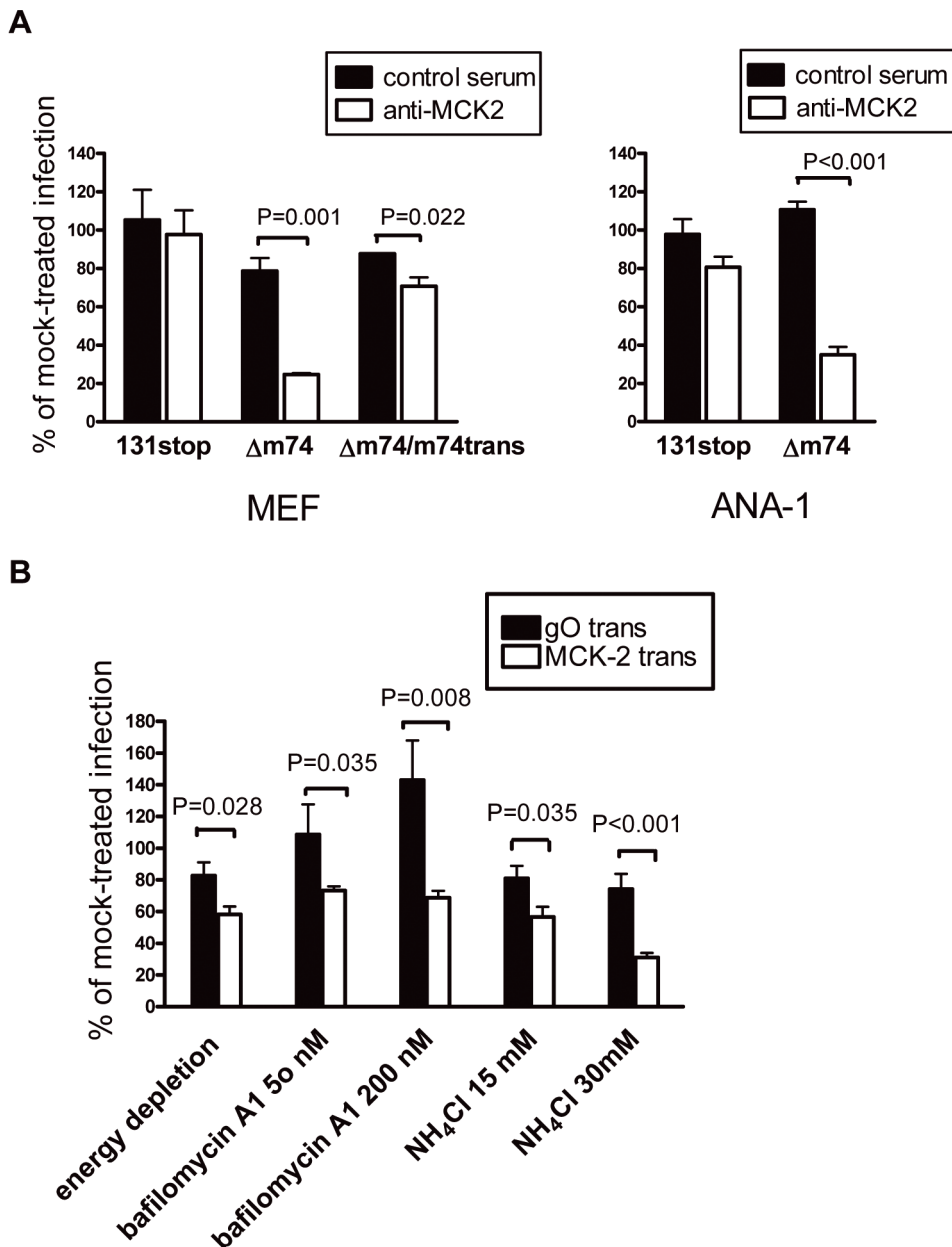 A
control serum
anti-MCK2
% of mock-treated infection
140
120
100
80
60
40
20
0
P=0.001
P=0.022
131stop
Δm74
Δm74/m74trans
MEF
control serum
anti-MCK2
140
120
100
80
60
40
20
0
P<0.001
131stop
Δm74
ANA-1
B
gO trans
MCK-2 trans
% of mock-treated infection
180
160
140
120
100
80
60
40
20
0
P=0.028
P=0.035
P=0.008
P=0.035
P<0.001
energy depletion
bafilomycin A1 5o nM
bafilomycin A1 200 nM
NH₄Cl 15 mM
NH₄Cl 30mM